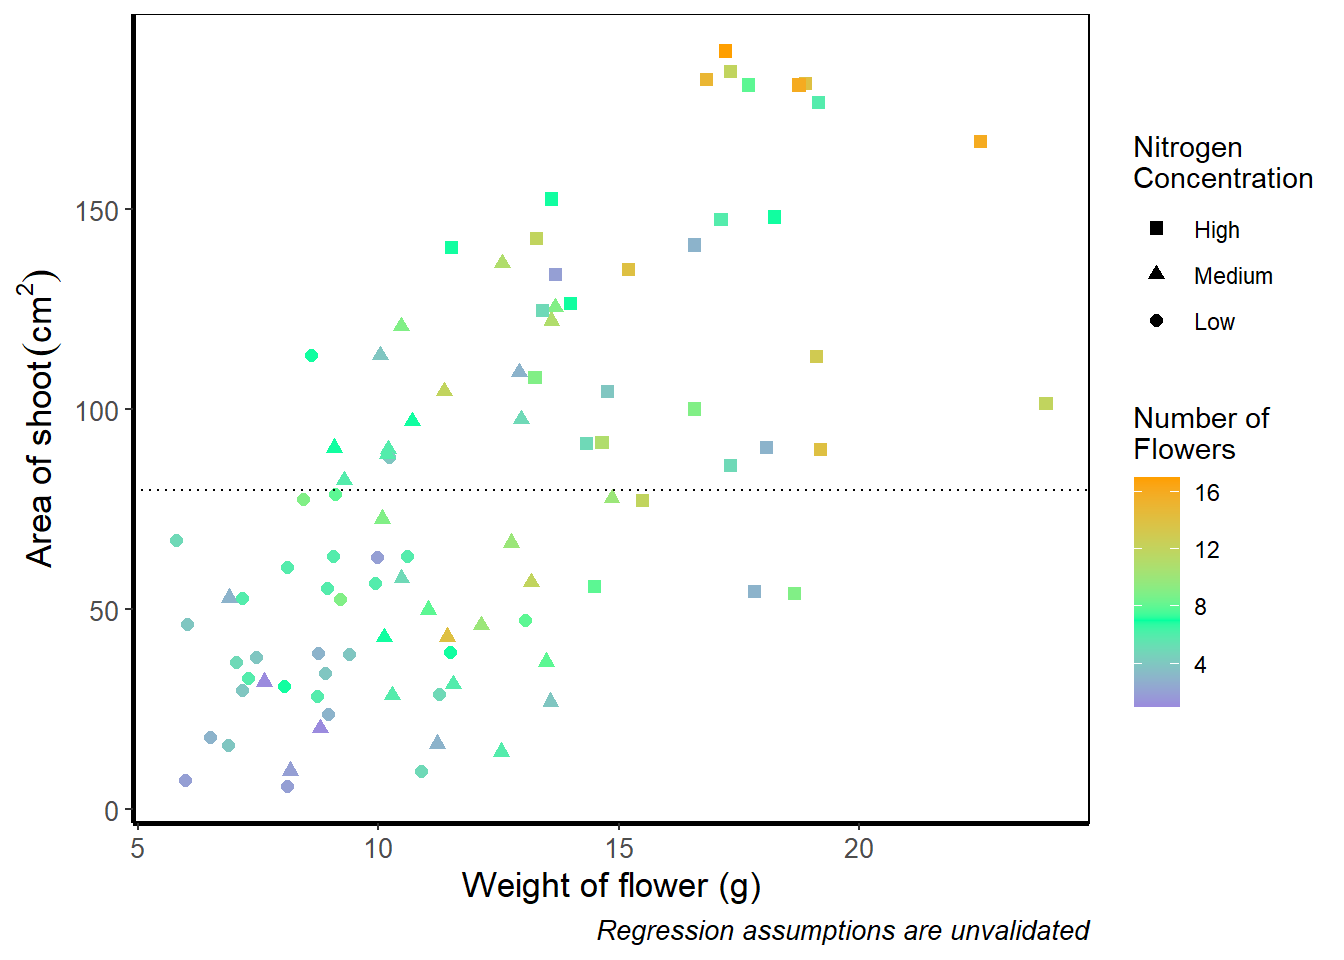 150
100
50
0
Area of shoot(cm²)
5
10
15
20
Weight of flower (g)
Regression assumptions are unvalidated
Nitrogen
Concentration
High
Medium
Low
Number of
Flowers
16
12
8
4